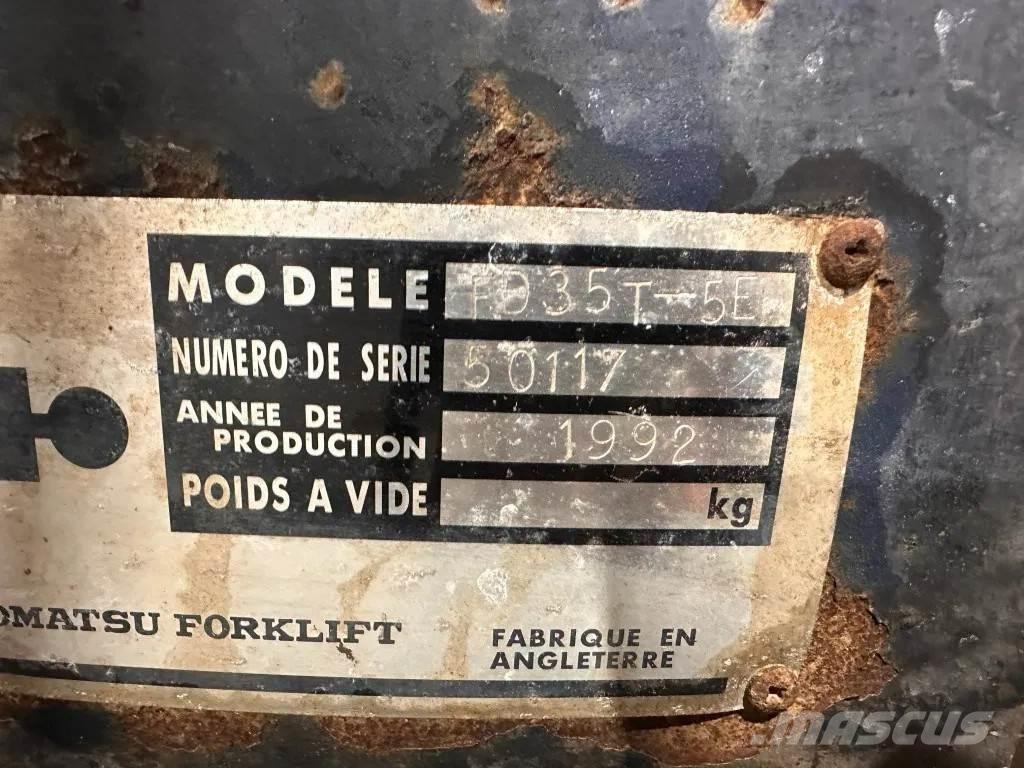 MODELE FD35T-5E
NUMERO DE SERIE 50117
ANNEE DE
PRODUCTION 1992
POIDS A VIDE kg
OMATSU FORKLIFT
FABRIQUE EN
ANGLETERRE
MASCUS